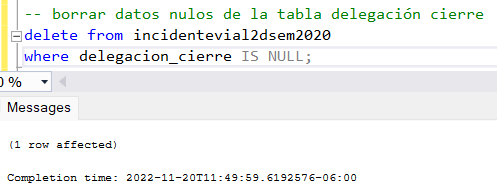 -- borrar datos nulos de la tabla delegación cierre
delete from incidentevial2dsem2020
where delegacion_cierre IS NULL;
0 %
Messages
(1 row affected)
Completion time: 2022-11-20T11:49:59.6192576-06:00